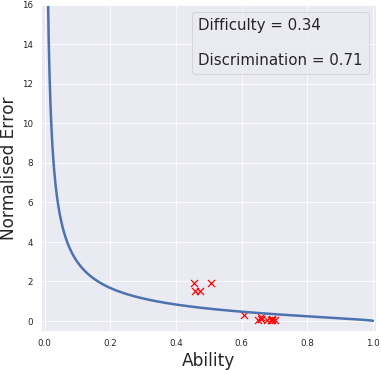 Normalised Error
16
14
12
10
8
6
4
2
0
Difficulty = 0.34
Discrimination = 0.71
0.0 0.2 0.4 0.6 0.8 1.0
Ability